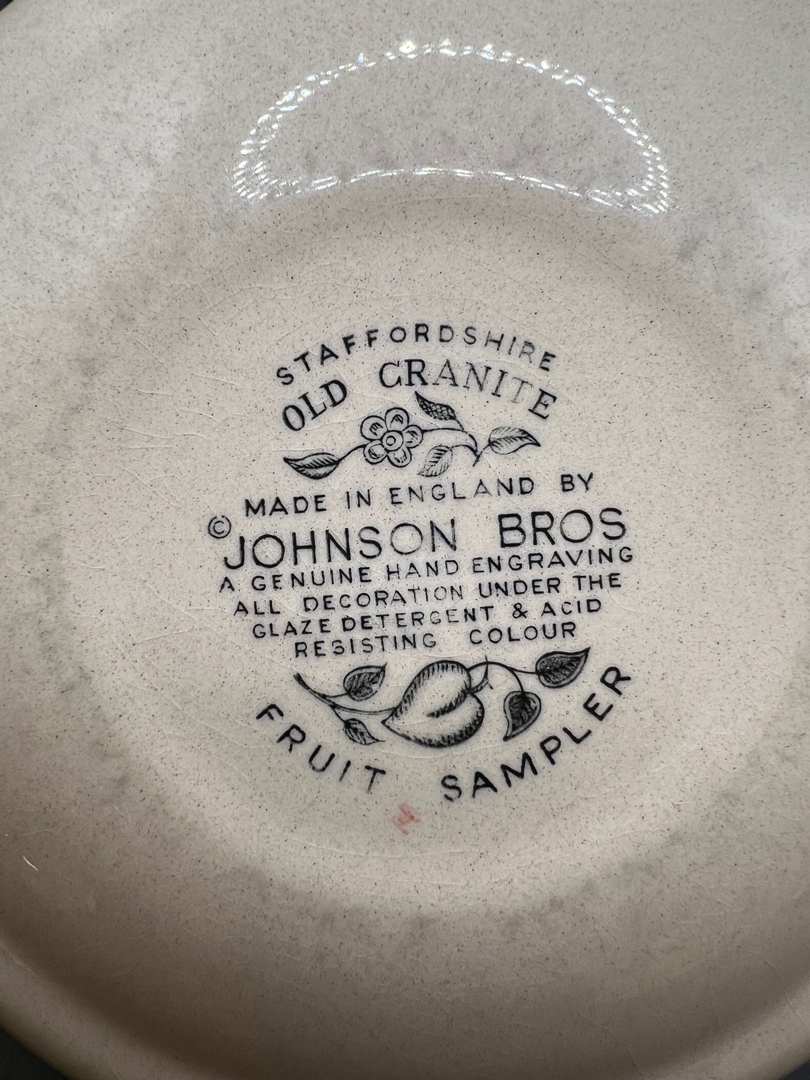 STAFFORDSHIRE
OLD GRANITE
MADE IN ENGLAND BY
© JOHNSON BROS
A GENUINE HAND ENGRAVING
ALL DECORATION UNDER THE
GLAZE DETERGENT & ACID
RESISTING COLOUR
FRUIT SAMPLER